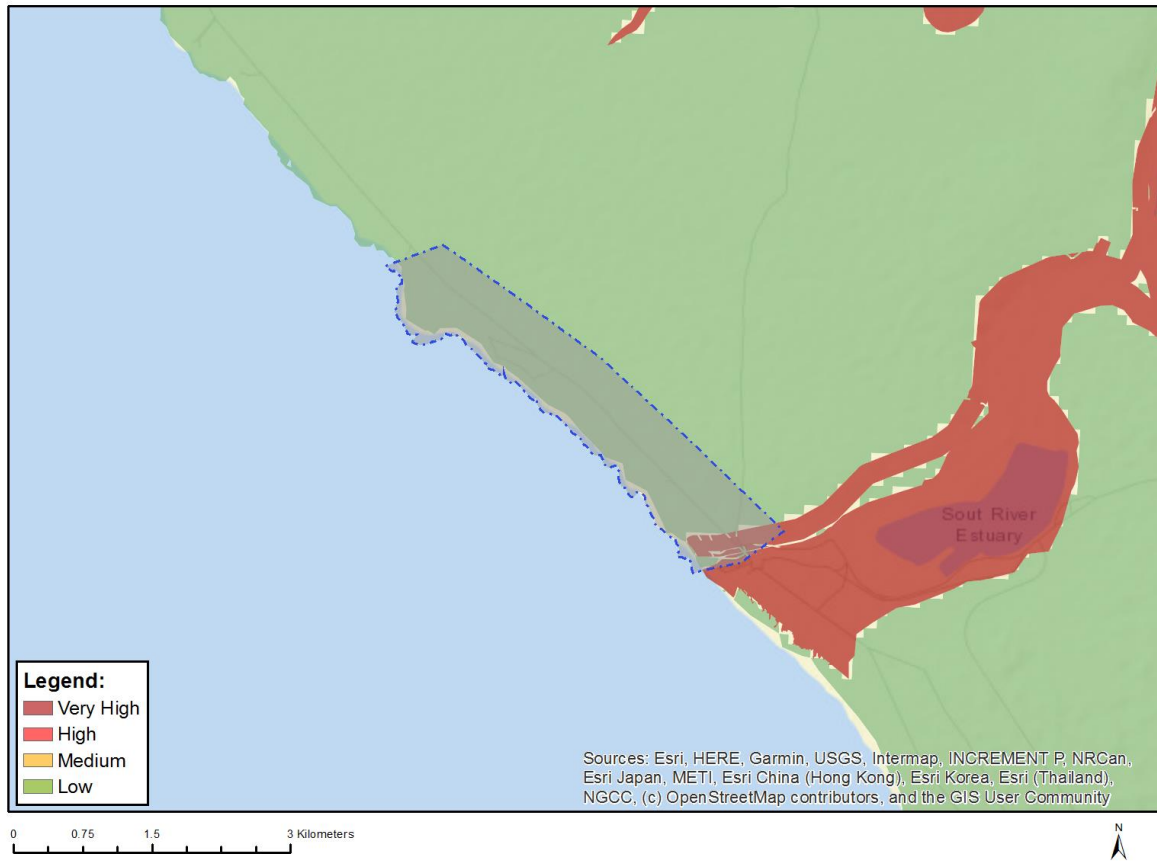 Sout River
Estuary
Legend:
Very High
High
Medium
Low
Sources: Esri, HERE, Garmin, USGS, Intermap, INCREMENT P, NRCan,
Esri Japan, METI, Esri China (Hong Kong), Esri Korea, Esri (Thailand),
NGCC, (c) OpenStreetMap contributors, and the GIS User Community
0 0.75 1.5 3 Kilometers
N